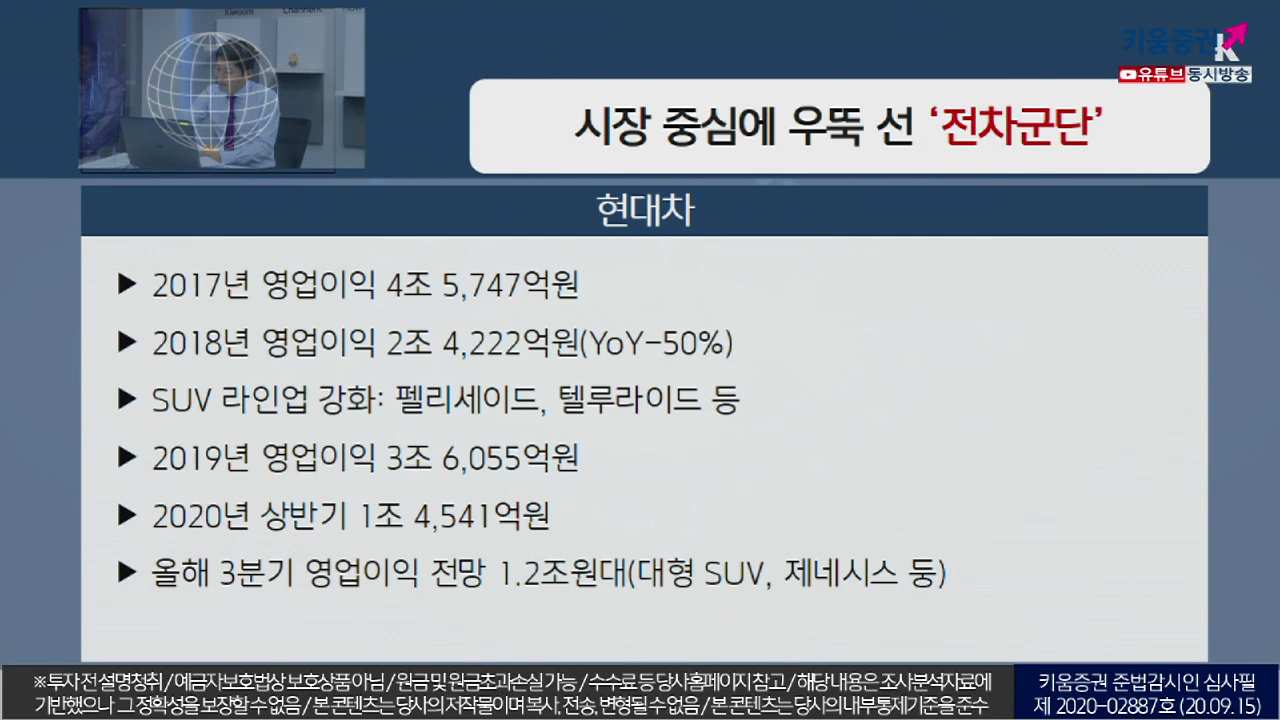 Kiwoom
Channel K
키움증권
유튜브 동시방송
시장 중심에 우뚝 선 ‘전차군단’
현대차
▶ 2017년 영업이익 4조 5,747억원
▶ 2018년 영업이익 2조 4,222억원(YoY-50%)
▶ SUV 라인업 강화: 펠리세이드, 텔루라이드 등
▶ 2019년 영업이익 3조 6,055억원
▶ 2020년 상반기 1조 4,541억원
▶ 올해 3분기 영업이익 전망 1.2조원대(대형 SUV, 제네시스 둥)
※ 투자 전 설명청취 / 예금자보호법상 보호상품 아님 / 원금 및 원금초과손실 가능 / 수수료 등 당사홈페이지 참고 / 해당 내용은 조사분석자료에
기반했으나 그 정확성을 보장할 수 없음 / 본 콘텐츠는 당사의 저작물이며 복사, 전송, 변형될 수 없음 / 본 콘텐츠는 당사의 내부통제기준을 준수
키움증권 준법감시인 심사필
제 2020-02887호 (20.09.15)